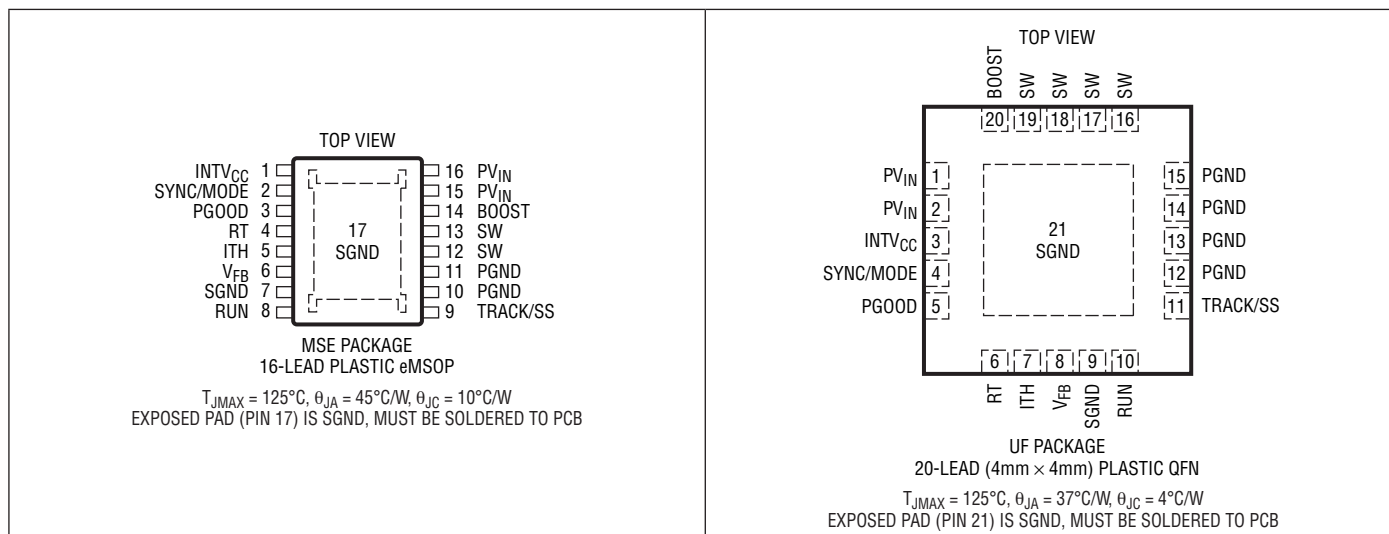 TOP VIEW
INTVCC 1
SYNC/MODE 2
PGOOD 3
RT 4
ITH 5
VFB 6
SGND 7
RUN 8
17
SGND
16 PVIN
15 PVIN
14 BOOST
13 SW
12 SW
11 PGND
10 PGND
9 TRACK/SS
MSE PACKAGE
16-LEAD PLASTIC eMSOP
TJMAX = 125°C, θJA = 45°C/W, θJC = 10°C/W
EXPOSED PAD (PIN 17) IS SGND, MUST BE SOLDERED TO PCB
TOP VIEW
BOOST SW SW SW SW
20 19 18 17 16
PVIN 1
PVIN 2
INTVCC 3
SYNC/MODE 4
PGOOD 5
21
SGND
15 PGND
14 PGND
13 PGND
12 PGND
11 TRACK/SS
6 7 8 9 10
RT ITH VFB SGND RUN
UF PACKAGE
20-LEAD (4mm × 4mm) PLASTIC QFN
TJMAX = 125°C, θJA = 37°C/W, θJC = 4°C/W
EXPOSED PAD (PIN 21) IS SGND, MUST BE SOLDERED TO PCB